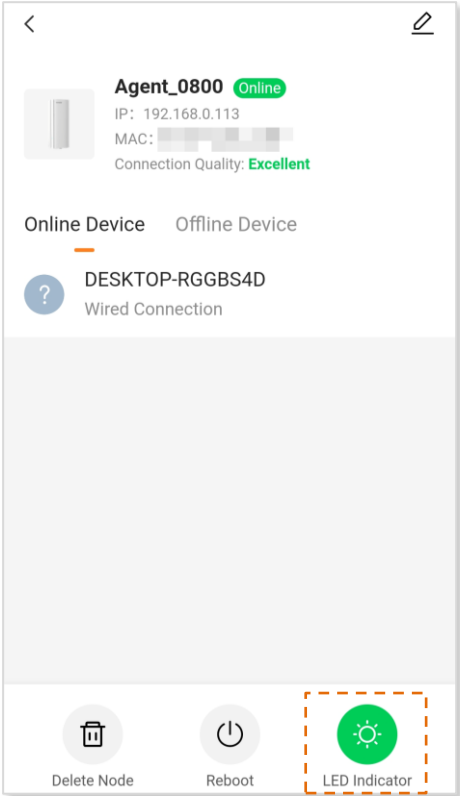 Agent_0800 Online
IP: 192.168.0.113
MAC:
Connection Quality: Excellent
Online Device Offline Device
?
DESKTOP-RGGBS4D
Wired Connection
Delete Node Reboot LED Indicator